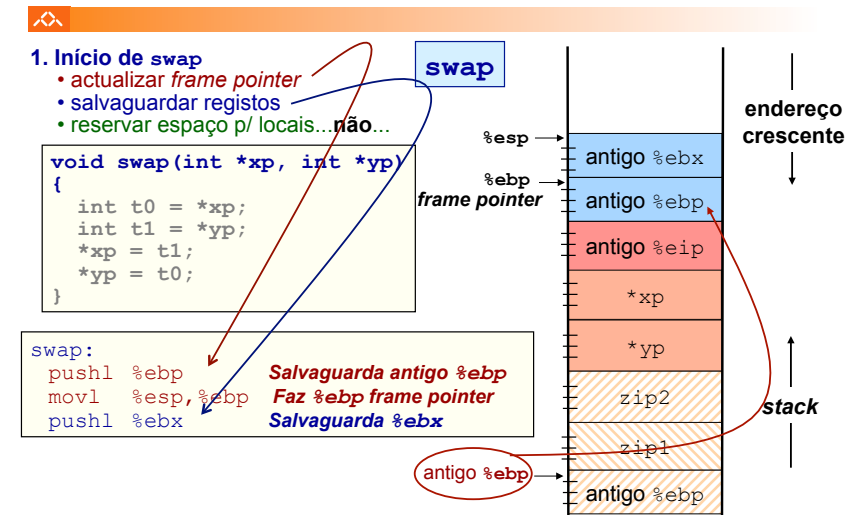 1. Início de swap
• actualizar frame pointer
• salvaguardar registos
• reservar espaço p/ locais...não...
swap
void swap(int *xp, int *yp)
{
int t0 = *xp;
int t1 = *yp;
*xp = t1;
*yp = t0;
}
swap:
pushl %ebp Salvaguarda antigo %ebp
movl %esp,%ebp Faz %ebp frame pointer
pushl %ebx Salvaguarda %ebx
%esp
%ebp
frame pointer
antigo %ebp
antigo %ebx
antigo %ebp
antigo %eip
*xp
*yp
zip2
zip1
antigo %ebp
endereço
crescente
stack